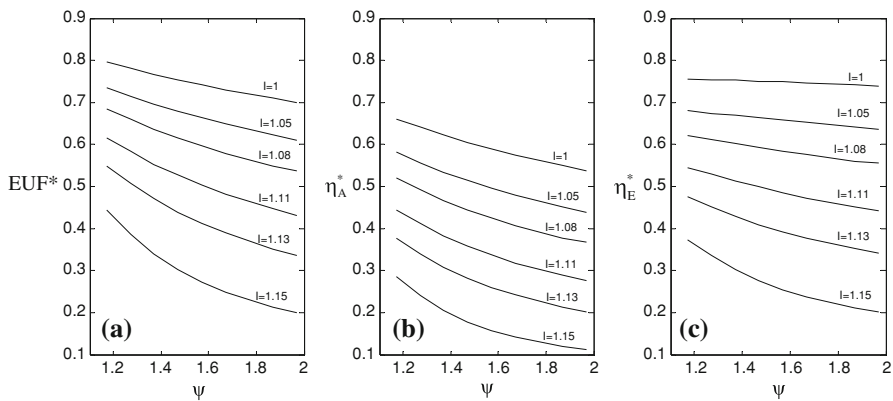 0.9
0.8
0.7
0.6
EUF* 0.5
0.4
0.3
0.2
0.1
I=1
I=1.05
I=1.08
I=1.11
I=1.13
I=1.15
(a)
1.2 1.4 1.6 1.8 2
ψ
0.9
0.8
0.7
0.6
η*A 0.5
0.4
0.3
0.2
0.1
I=1
I=1.05
I=1.08
I=1.11
I=1.13
I=1.15
(b)
1.2 1.4 1.6 1.8 2
ψ
0.9
0.8
0.7
0.6
η*E 0.5
0.4
0.3
0.2
0.1
I=1
I=1.05
I=1.08
I=1.11
I=1.13
I=1.15
(c)
1.2 1.4 1.6 1.8 2
ψ